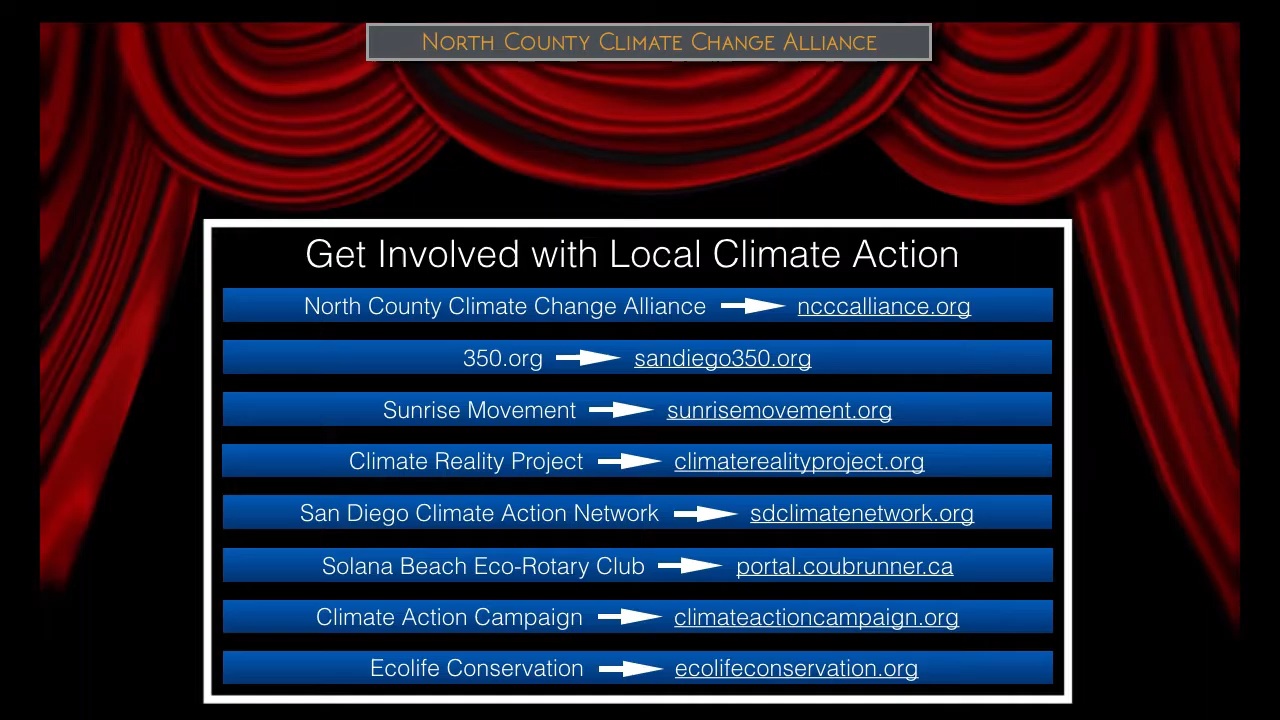 North County Climate Change Alliance
Get Involved with Local Climate Action
North County Climate Change Alliance ncccalliance.org
350.org sandiego350.org
Sunrise Movement sunrisemovement.org
Climate Reality Project climaterealityproject.org
San Diego Climate Action Network sdclimatenetwork.org
Solana Beach Eco-Rotary Club portal.coubrunner.ca
Climate Action Campaign climateactioncampaign.org
Ecolife Conservation ecolifeconservation.org